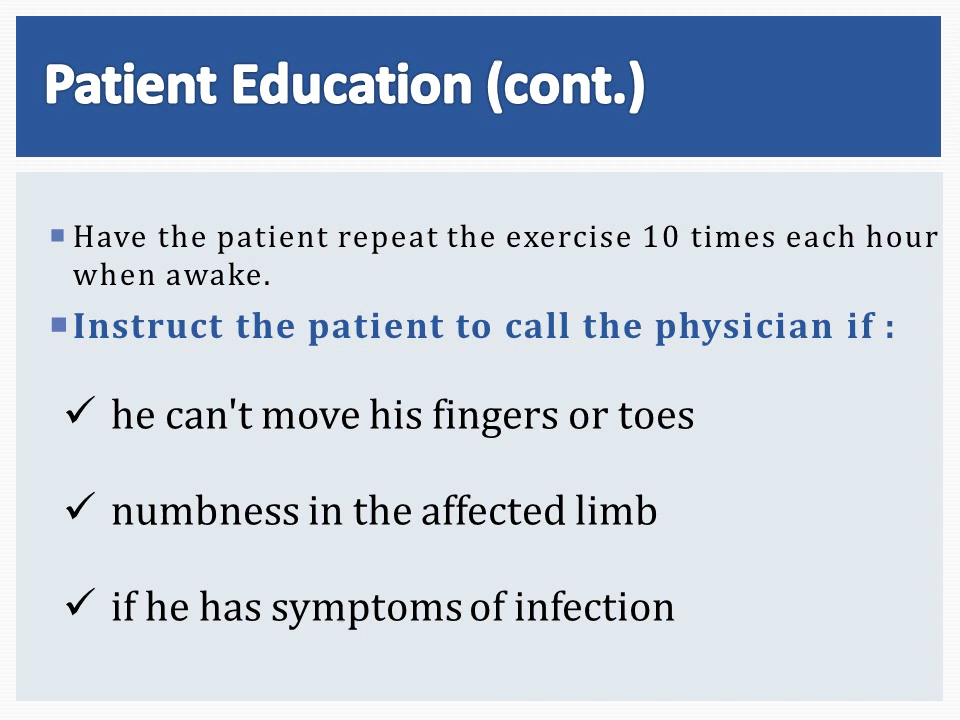 Patient Education (cont.)
Have the patient repeat the exercise 10 times each hour
when awake.
Instruct the patient to call the physician if :
he can't move his fingers or toes
numbness in the affected limb
if he has symptoms of infection